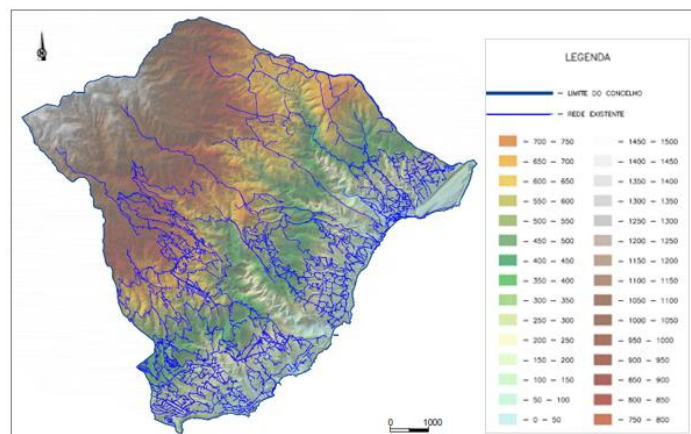 LEGENDA
- LIMITE DO CONCELHO
- REDE EXISTENTE
- 700 - 750
- 650 - 700
- 600 - 650
- 550 - 600
- 500 - 550
- 450 - 500
- 400 - 450
- 350 - 400
- 300 - 350
- 250 - 300
- 200 - 250
- 150 - 200
- 100 - 150
- 50 - 100
- 0 - 50
- 1450 - 1500
- 1400 - 1450
- 1350 - 1400
- 1300 - 1350
- 1250 - 1300
- 1200 - 1250
- 1150 - 1200
- 1100 - 1150
- 1050 - 1100
- 1000 - 1050
- 950 - 1000
- 900 - 950
- 850 - 900
- 800 - 850
- 750 - 800
0 1000